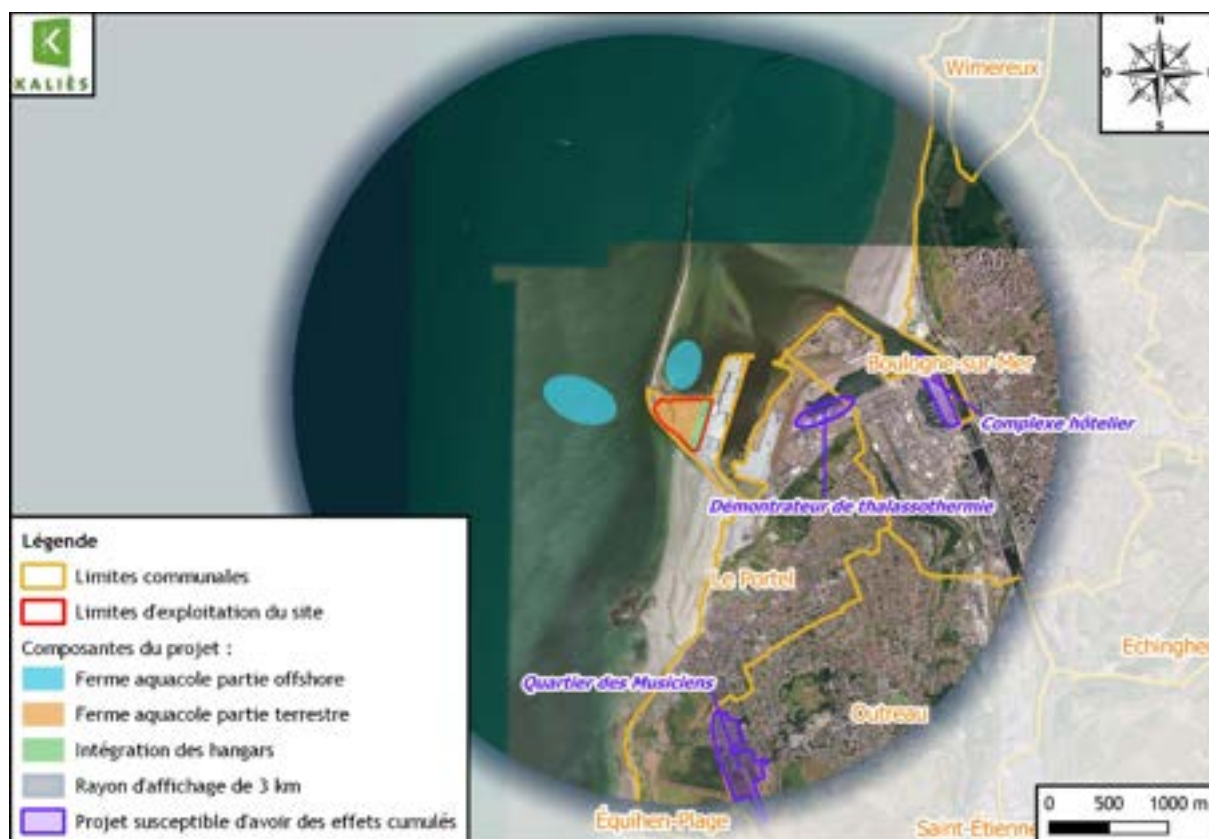 KALIÈS
N
O
S
Wimereux
Boulogne-sur-Mer
Complexe hôtelier
Démontrateur de thalassothermie
Le Portel
Quartier des Musiciens
Outreau
Echinghen
Équihen-Plage
Saint-Étienne
Légende
Limites communales
Limites d'exploitation du site
Composantes du projet :
Ferme aquacole partie offshore
Ferme aquacole partie terrestre
Intégration des hangars
Rayon d'affichage de 3 km
Projet susceptible d'avoir des effets cumulés
0 500 1000 m